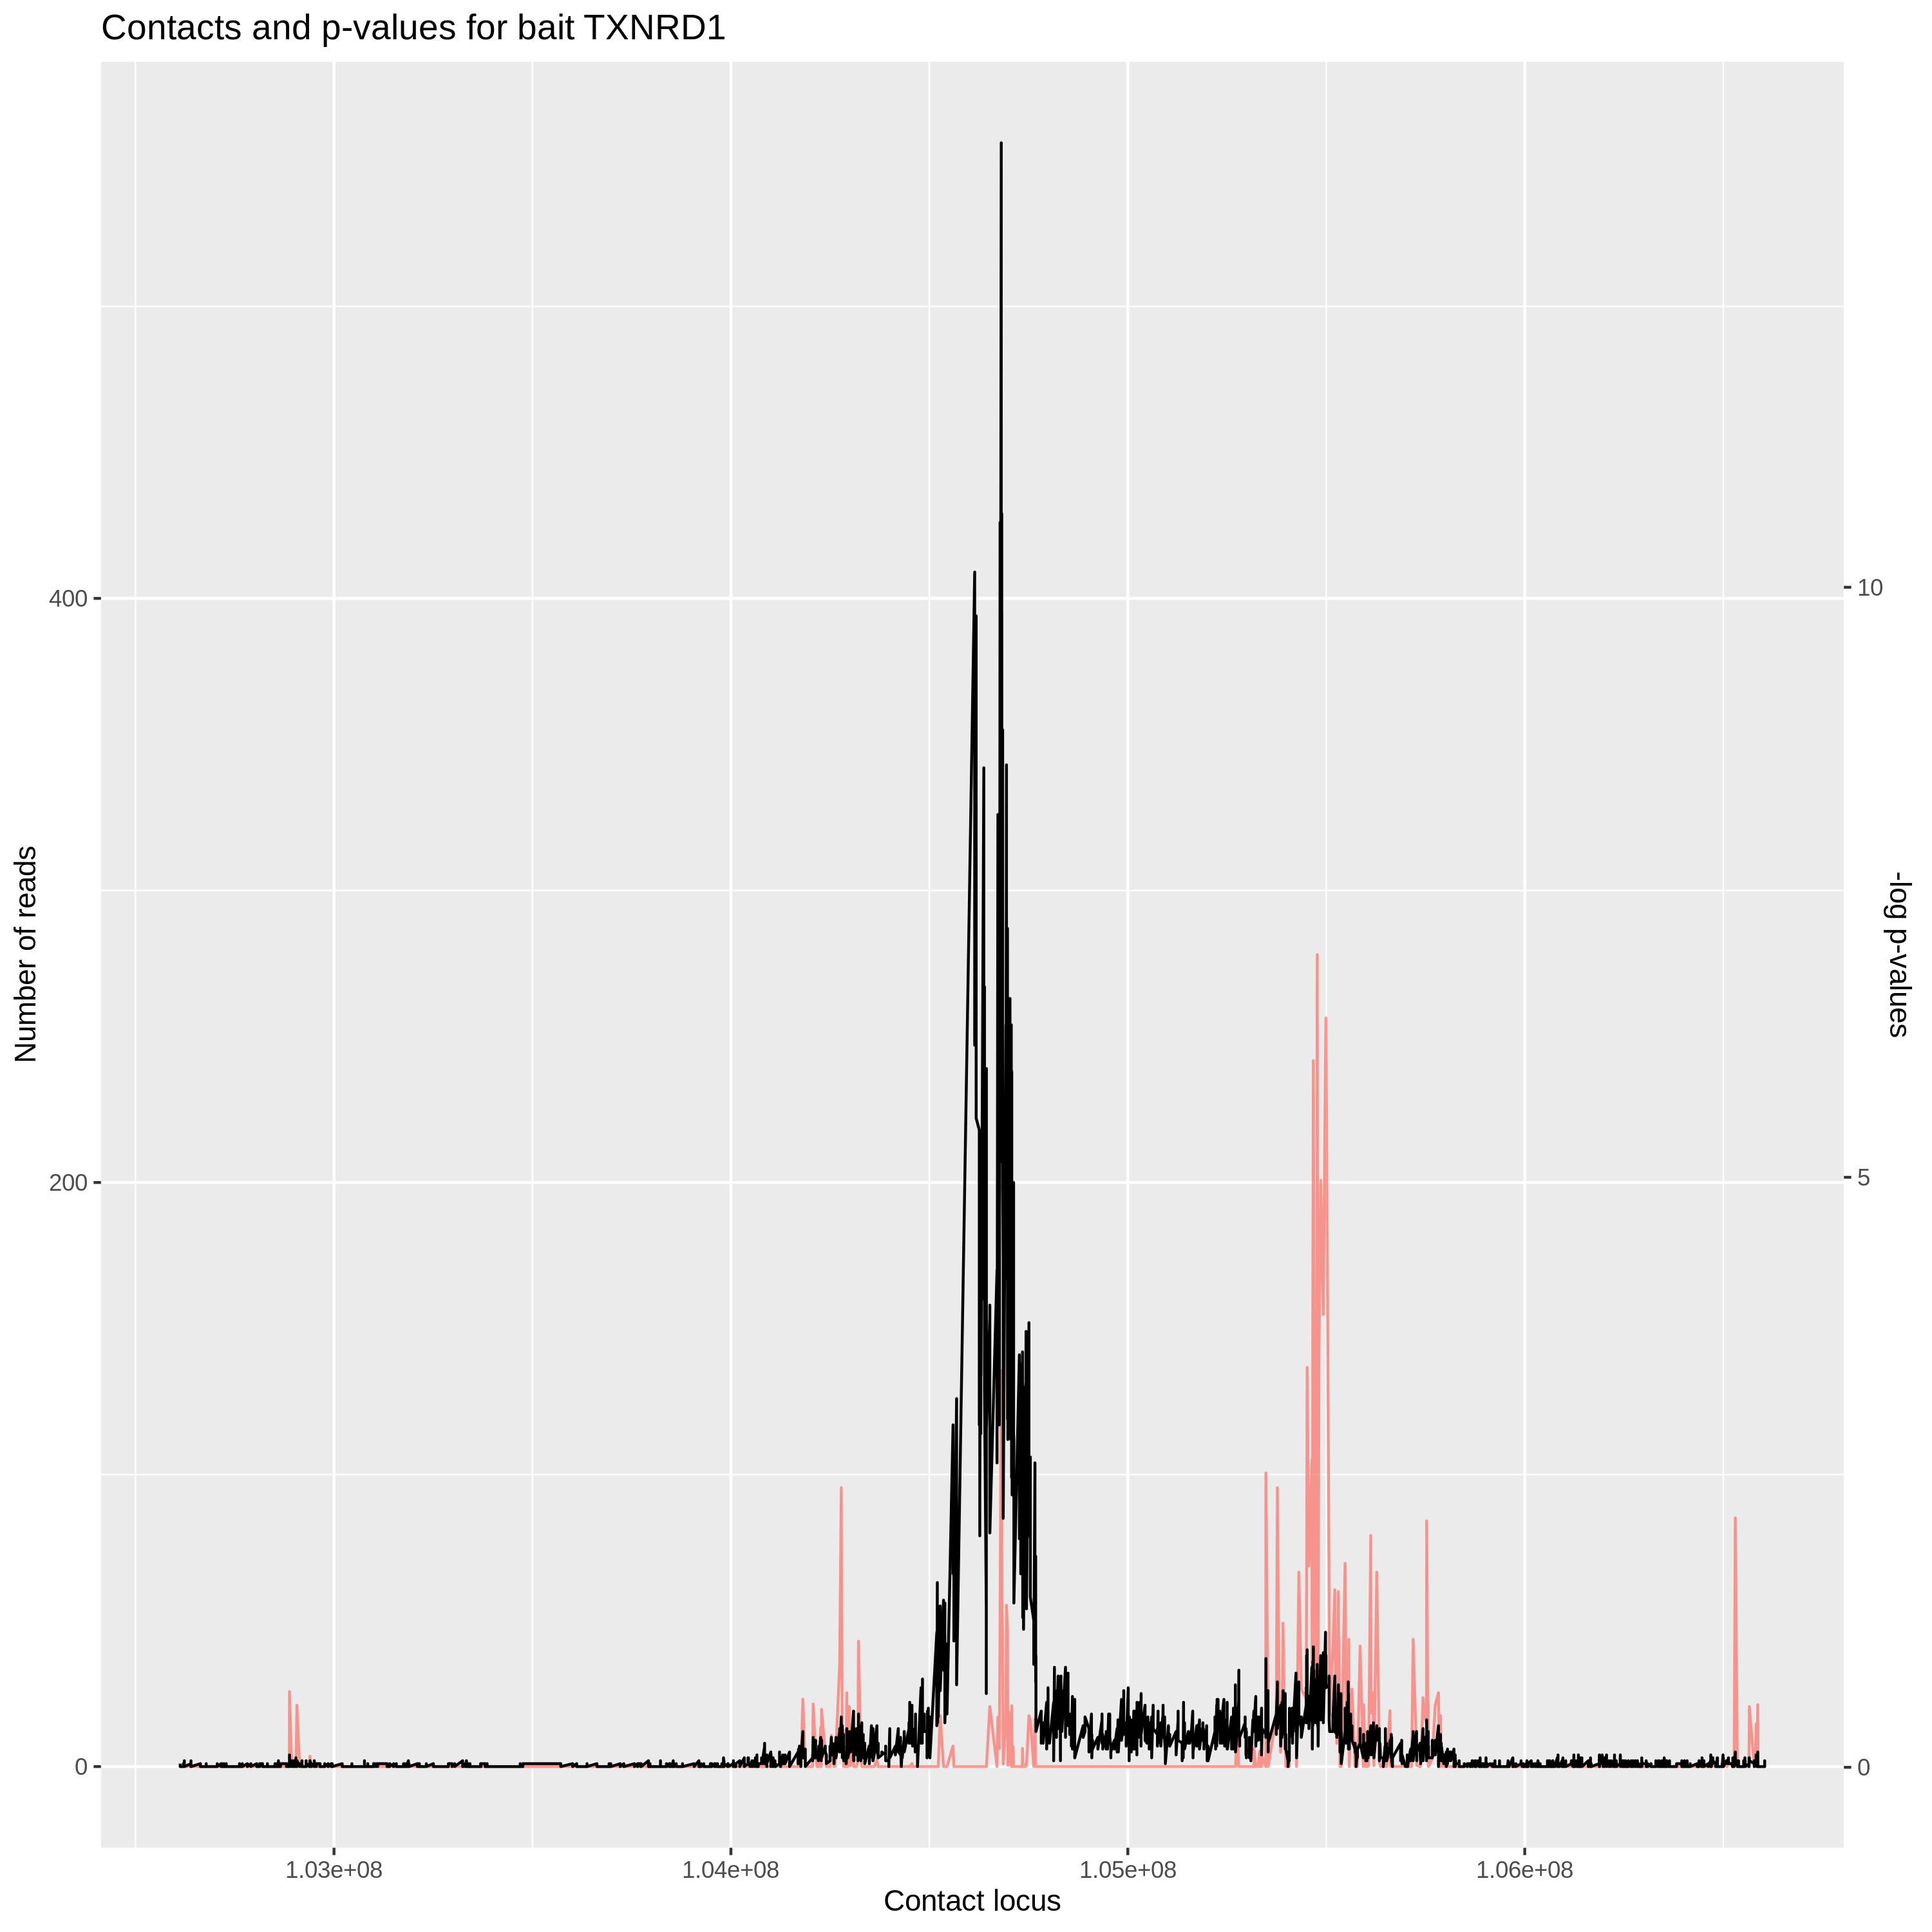 Contacts and p-values for bait TXNRD1
Number of reads
400
200
0
10
5
0
-log p-values
1.03e+08
1.04e+08
1.05e+08
1.06e+08
Contact locus